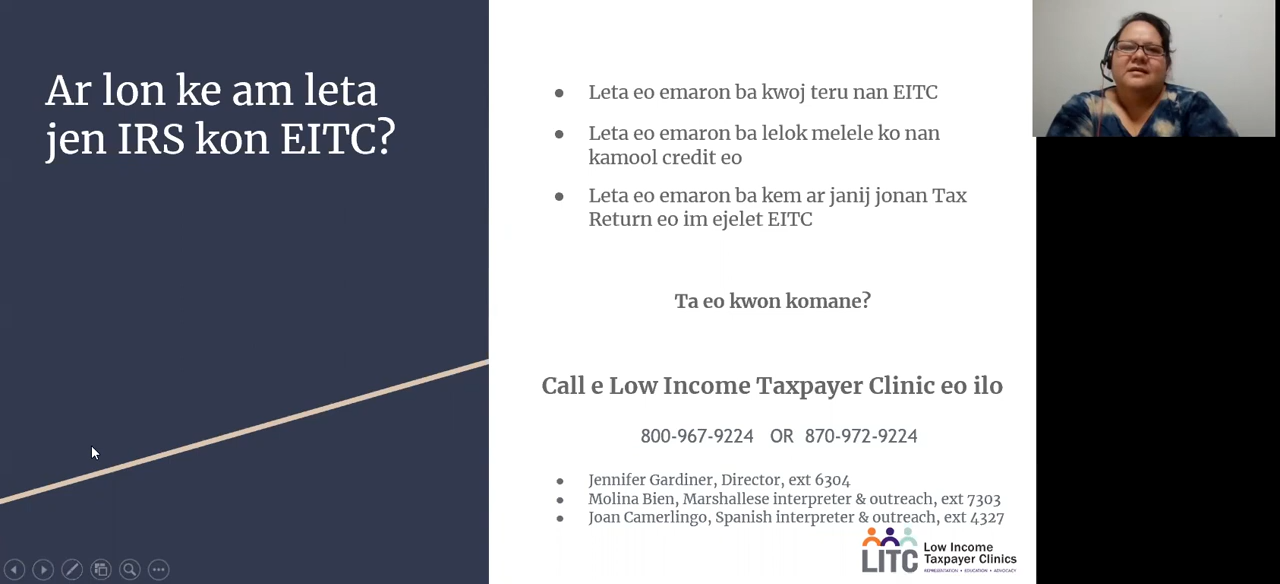 Ar lon ke am leta
jen IRS kon EITC?
● Leta eo emaron ba kwoj teru nan EITC
● Leta eo emaron ba lelok melele ko nan
kamool credit eo
● Leta eo emaron ba kem ar janij jonan Tax
Return eo im ejelet EITC
Ta eo kwon komane?
Call e Low Income Taxpayer Clinic eo ilo
800-967-9224 OR 870-972-9224
● Jennifer Gardiner, Director, ext 6304
● Molina Bien, Marshallese interpreter & outreach, ext 7303
● Joan Camerlingo, Spanish interpreter & outreach, ext 4327
LITC
Low Income
Taxpayer Clinics
REPRESENTATION • EDUCATION • ADVOCACY